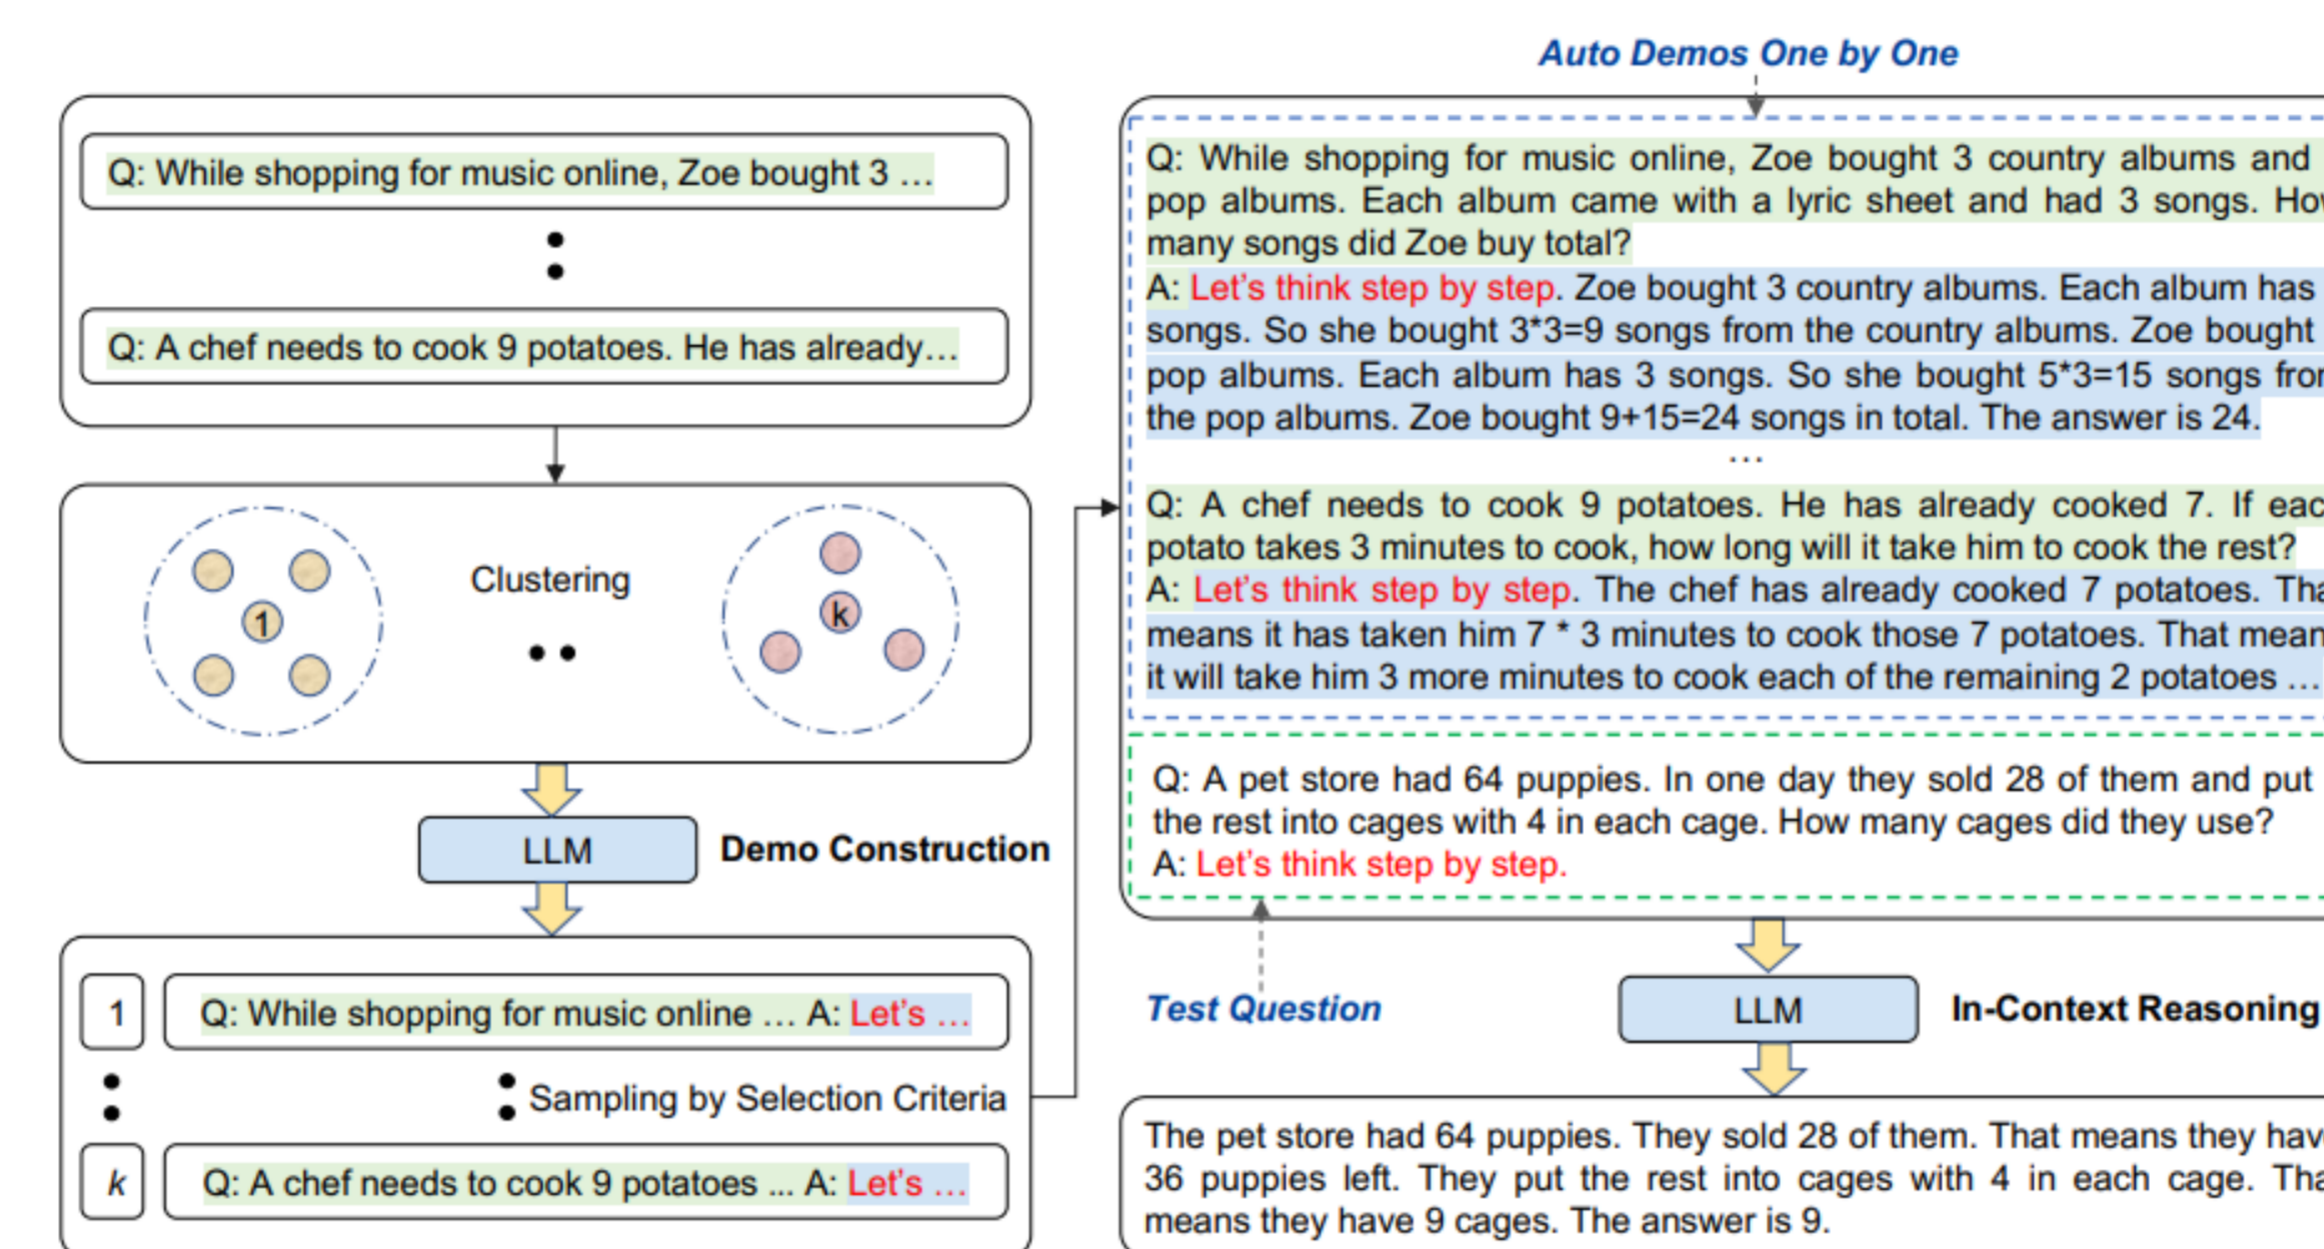 Q: While shopping for music online, Zoe bought 3 …
Q: A chef needs to cook 9 potatoes. He has already…
Clustering
1
k
LLM
Demo Construction
1
Q: While shopping for music online … A: Let's …
Sampling by Selection Criteria
k
Q: A chef needs to cook 9 potatoes ... A: Let's …
Auto Demos One by One
Q: While shopping for music online, Zoe bought 3 country albums and
pop albums. Each album came with a lyric sheet and had 3 songs.
many songs did Zoe buy total?
A: Let's think step by step. Zoe bought 3 country albums. Each album has
songs. So she bought 3*3=9 songs from the country albums. Zoe bought
pop albums. Each album has 3 songs. So she bought 5*3=15 songs
the pop albums. Zoe bought 9+15=24 songs in total. The answer is 24.
…
Q: A chef needs to cook 9 potatoes. He has already cooked 7. If
potato takes 3 minutes to cook, how long will it take him to cook the rest?
A: Let's think step by step. The chef has already cooked 7 potatoes.
means it has taken him 7 * 3 minutes to cook those 7 potatoes. That
it will take him 3 more minutes to cook each of the remaining 2 potatoes …
Q: A pet store had 64 puppies. In one day they sold 28 of them and put
the rest into cages with 4 in each cage. How many cages did they use?
A: Let's think step by step.
Test Question
LLM
In-Context Reasoning
The pet store had 64 puppies. They sold 28 of them. That means they
36 puppies left. They put the rest into cages with 4 in each cage.
means they have 9 cages. The answer is 9.